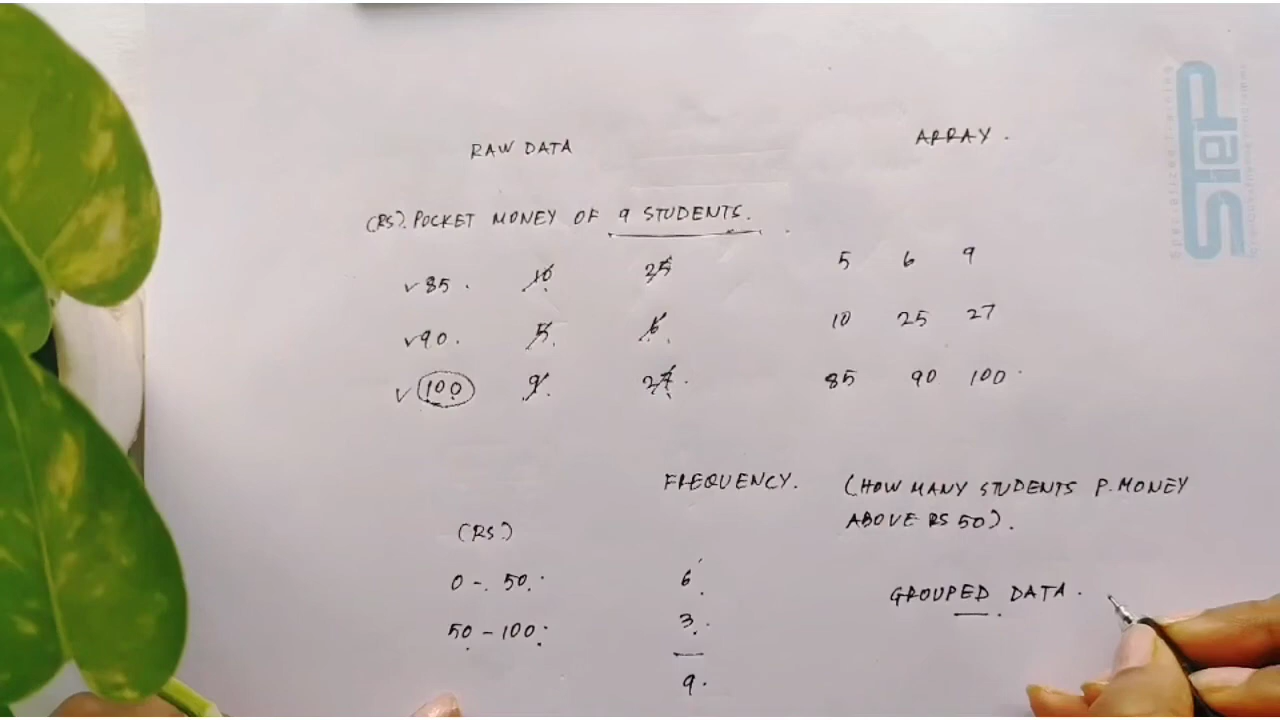 RAW DATA
ARRAY.
(RS). POCKET MONEY OF 9 STUDENTS.
85. 10 25
90. 5. 6.
100 9. 27.
5 6 9
10 25 27
85 90 100
FREQUENCY.
(HOW MANY STUDENTS P. MONEY
ABOVE RS 50).
(RS)
0 - 50. 6.
50 - 100. 3.
9.
GROUPED DATA.
Step